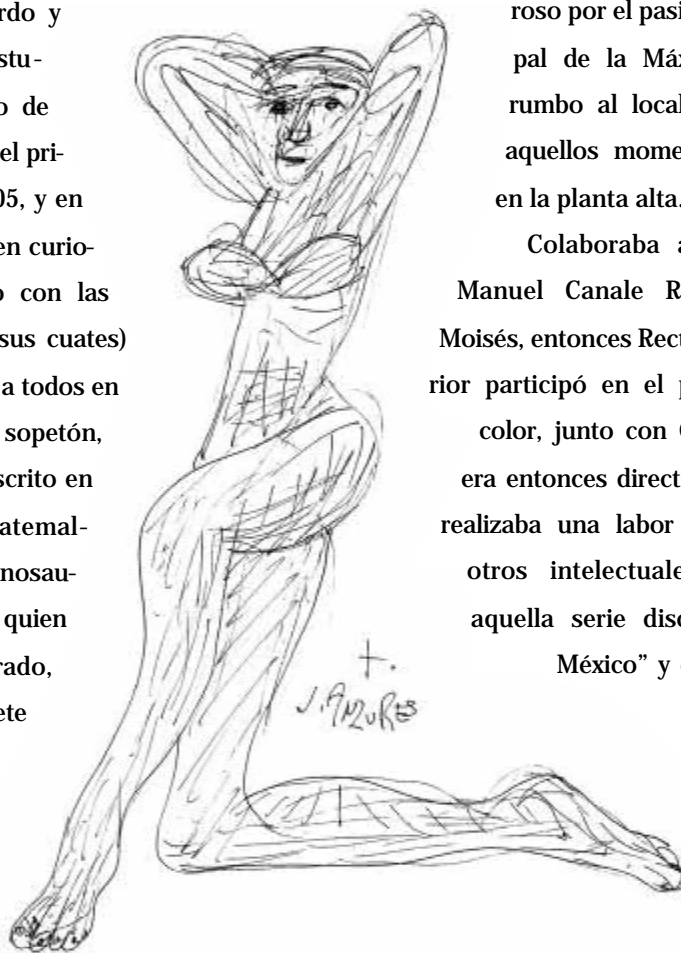 rdo y
stu-
o de
el pri-
05, y en
en curio-
o con las
sus cuates)
a todos en
sopetón,
scrito en
atemal-
nosau-
quien
rado,
ete
roso por el pasi
pal de la Máx
rumbo al local
aquellos mome
en la planta alta.
Colaboraba a
Manuel Canale R
Moisés, entonces Rect
rior participó en el p
color, junto con
era entonces direct
realizaba una labor
otros intelectuale
aquella serie disc
México” y
J. AnzuRes